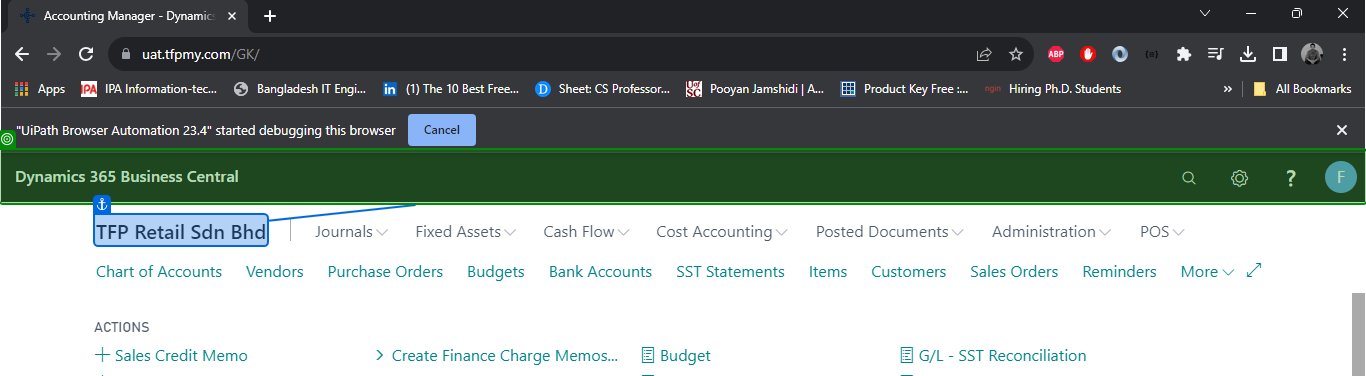 Accounting Manager - Dynamics
uat.tfpmy.com/GK/
ABP
Apps IPA IPA Information-tec... Bangladesh IT Engi... in (1) The 10 Best Free... D Sheet: CS Professor... Pooyan Jamshidi | A... Product Key Free :... ngin Hiring Ph.D. Students » All Bookmarks
"UiPath Browser Automation 23.4" started debugging this browser Cancel
Dynamics 365 Business Central ? F
TFP Retail Sdn Bhd Journals Fixed Assets Cash Flow Cost Accounting Posted Documents Administration POS
Chart of Accounts Vendors Purchase Orders Budgets Bank Accounts SST Statements Items Customers Sales Orders Reminders More
ACTIONS
Sales Credit Memo Create Finance Charge Memos... Budget G/L - SST Reconciliation